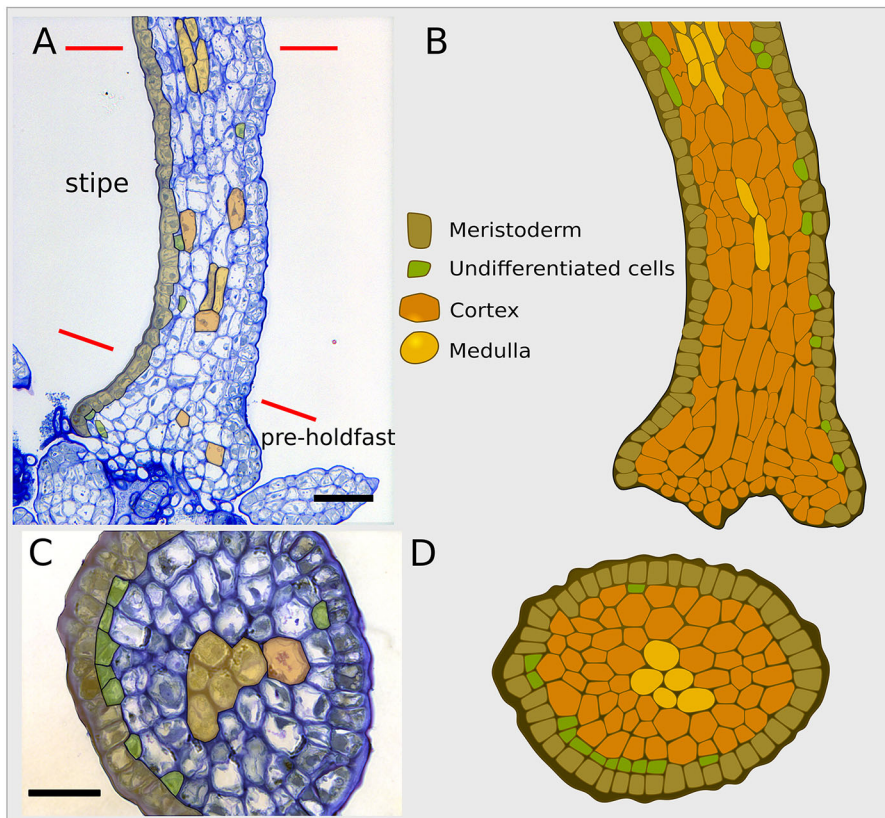 A
B
stipe
Meristoderm
Undifferentiated cells
Cortex
Medulla
pre-holdfast
C
D